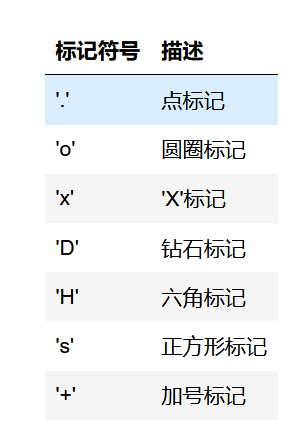 标记符号 描述
'.' 点标记
'o' 圆圈标记
'x' 'X'标记
'D' 钻石标记
'H' 六角标记
's' 正方形标记
'+' 加号标记